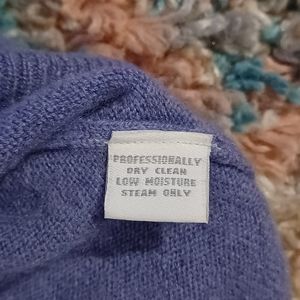 PROFESSIONALLY
DRY CLEAN
LOW MOISTURE
STEAM ONLY